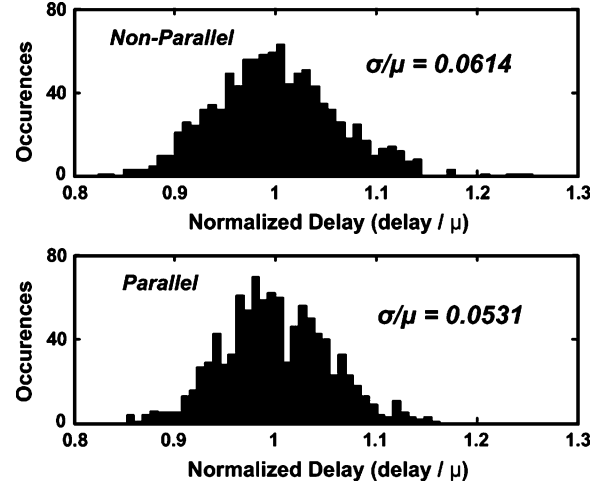 80
Non-Parallel
σ/μ = 0.0614
Occurences
40
0
0.8 0.9 1 1.1 1.2 1.3
Normalized Delay (delay / μ)
80
Parallel
σ/μ = 0.0531
Occurences
40
0
0.8 0.9 1 1.1 1.2 1.3
Normalized Delay (delay / μ)